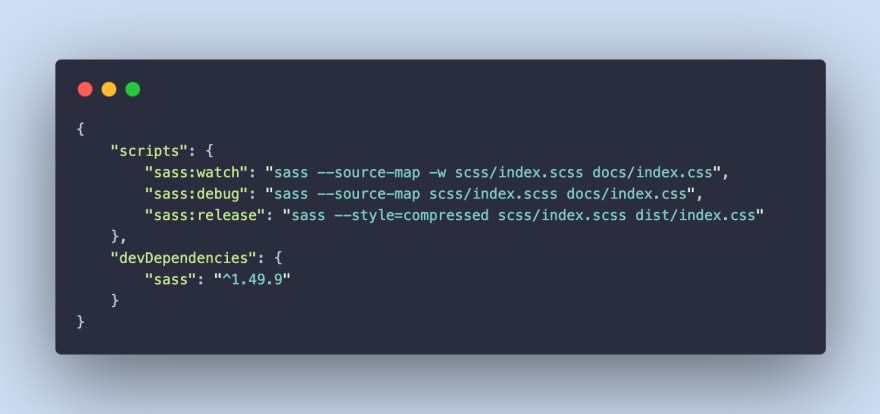 {
    "scripts": {
        "sass:watch": "sass --source-map -w scss/index.scss docs/index.css",
        "sass:debug": "sass --source-map scss/index.scss docs/index.css",
        "sass:release": "sass --style=compressed scss/index.scss dist/index.css"
    },
    "devDependencies": {
        "sass": "^1.49.9"
    }
}